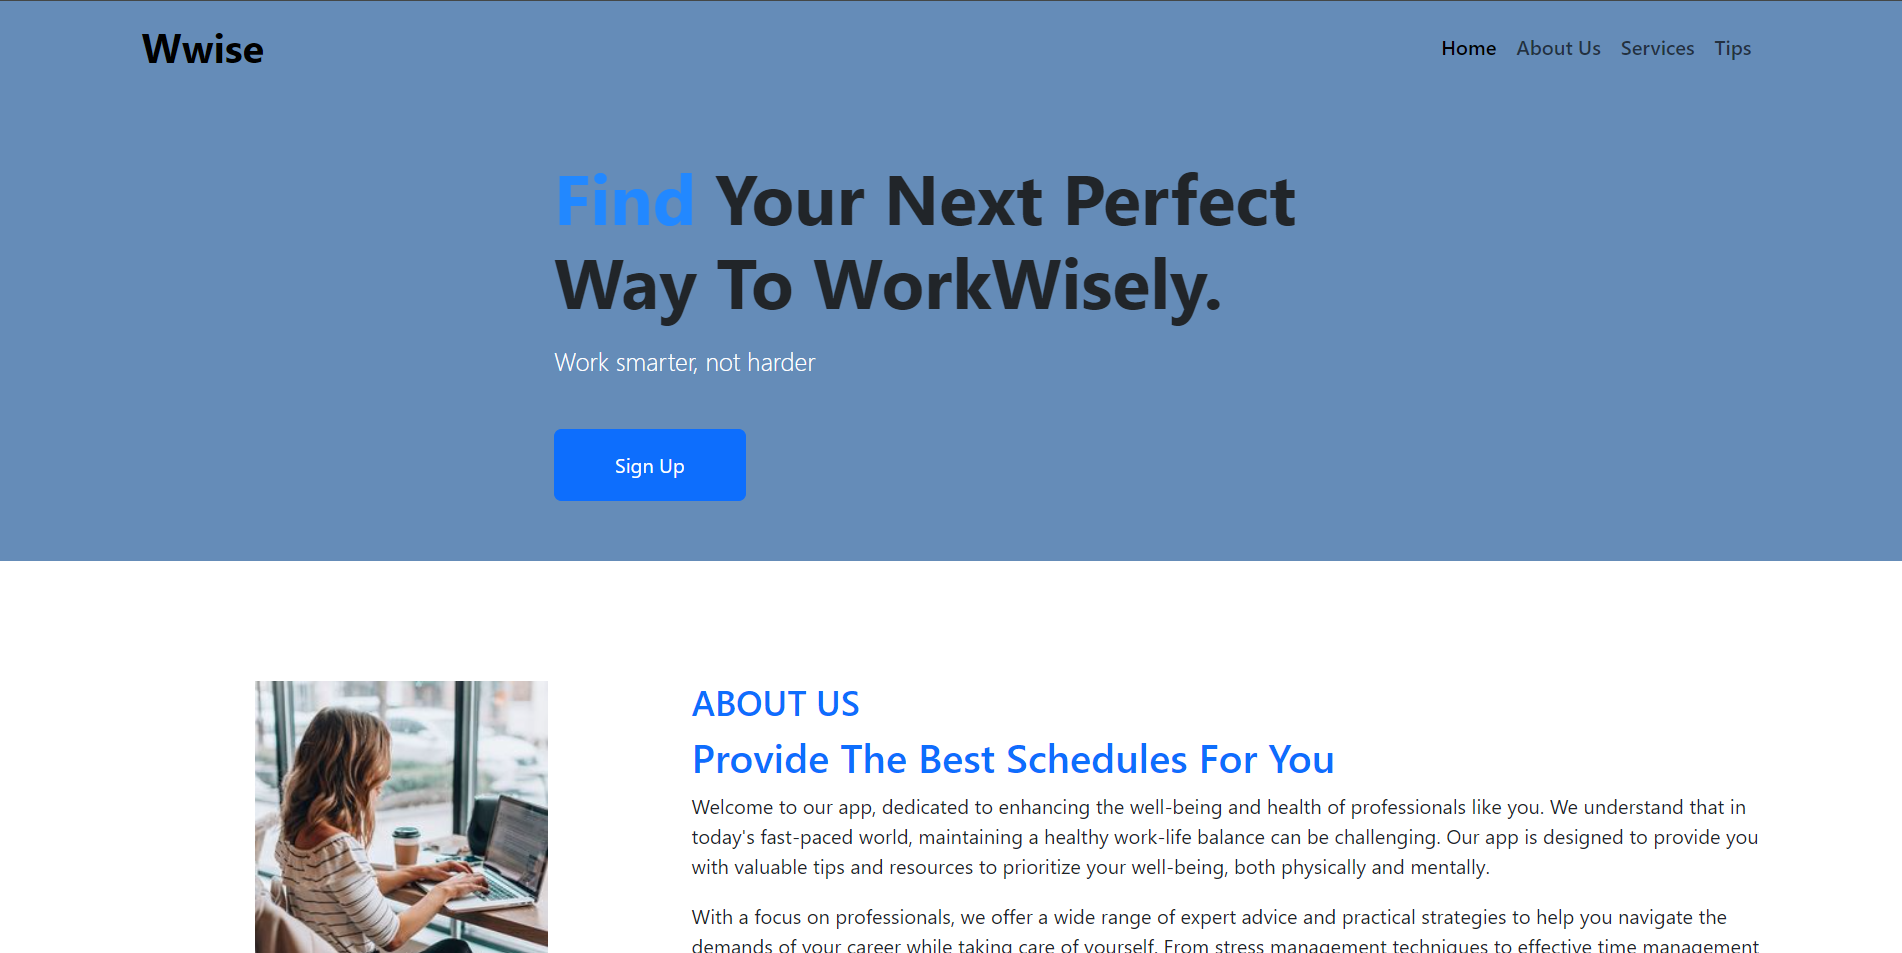 Wwise
Home About Us Services Tips
Find Your Next Perfect
Way To WorkWisely.
Work smarter, not harder
Sign Up
ABOUT US
Provide The Best Schedules For You
Welcome to our app, dedicated to enhancing the well-being and health of professionals like you. We understand that in
today's fast-paced world, maintaining a healthy work-life balance can be challenging. Our app is designed to provide you
with valuable tips and resources to prioritize your well-being, both physically and mentally.
With a focus on professionals, we offer a wide range of expert advice and practical strategies to help you navigate the
demands of your career while taking care of yourself. From stress management techniques to effective time management